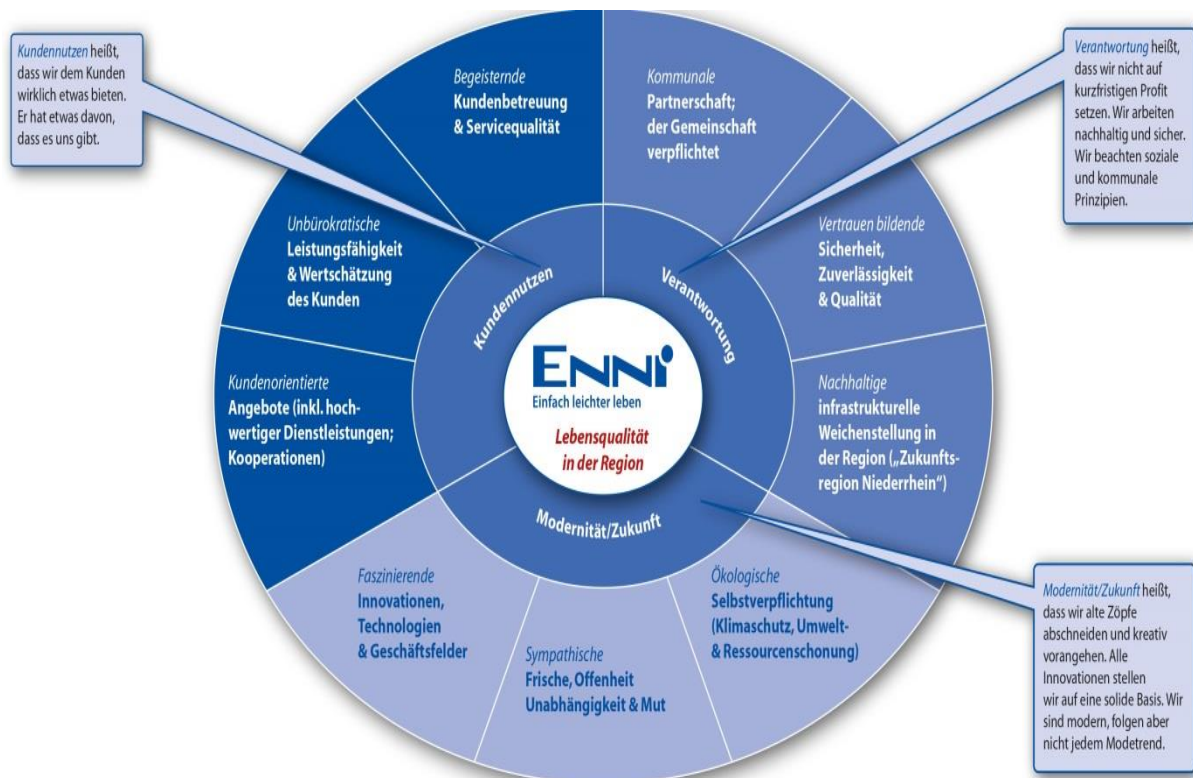 Kundennutzen heißt,
dass wir dem Kunden
wirklich etwas bieten.
Er hat etwas davon,
dass es uns gibt.
Begeisternde
Kundenbetreuung
& Servicequalität
Kommunale
Partnerschaft;
der Gemeinschaft
verpflichtet
Verantwortung heißt,
dass wir nicht auf
kurzfristigen Profit
setzen. Wir arbeiten
nachhaltig und sicher.
Wir beachten soziale
und kommunale
Prinzipien.
Unbürokratische
Leistungsfähigkeit
& Wertschätzung
des Kunden
Vertrauen bildende
Sicherheit,
Zuverlässigkeit
& Qualität
Kundennutzen
Verantwortung
ENNI
Einfach leichter leben
Lebensqualität
in der Region
Kundenorientierte
Angebote (inkl. hoch-
wertiger Dienstleistungen;
Kooperationen)
Nachhaltige
infrastrukturelle
Weichenstellung in
der Region („Zukunfts-
region Niederrhein“)
Modernität/Zukunft
Faszinierende
Innovationen,
Technologien
& Geschäftsfelder
Sympathische
Frische, Offenheit
Unabhängigkeit & Mut
Ökologische
Selbstverpflichtung
(Klimaschutz, Umwelt-
& Ressourcenschonung)
Modernität/Zukunft heißt,
dass wir alte Zöpfe
abschneiden und kreativ
vorangehen. Alle
Innovationen stellen
wir auf eine solide Basis. Wir
sind modern, folgen aber
nicht jedem Modetrend.